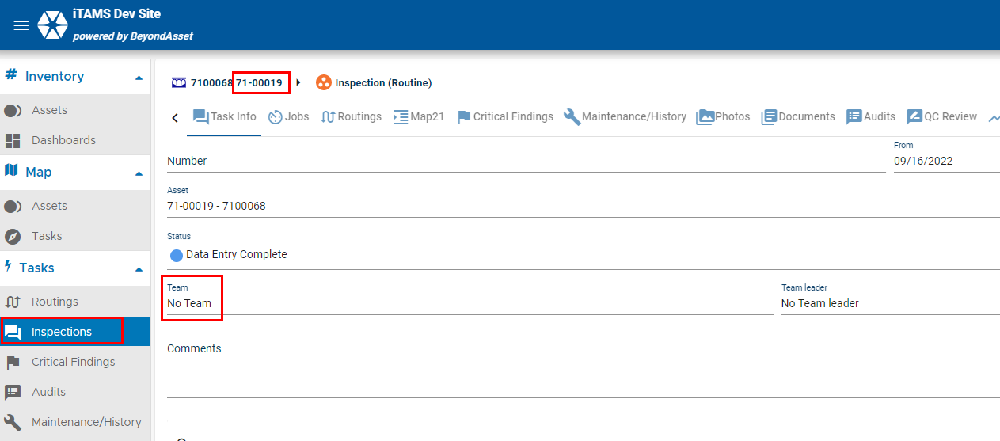 iTAMS Dev Site
powered by BeyondAsset
Inventory
Assets
Dashboards
Map
Assets
Tasks
Tasks
Routings
Inspections
Critical Findings
Audits
Maintenance/History
7100068 71-00019 Inspection (Routine)
Task Info Jobs Routings Map21 Critical Findings Maintenance/History Photos Documents Audits QC Review
Number
From
09/16/2022
Asset
71-00019 - 7100068
Status
Data Entry Complete
Team
No Team
Team leader
No Team leader
Comments